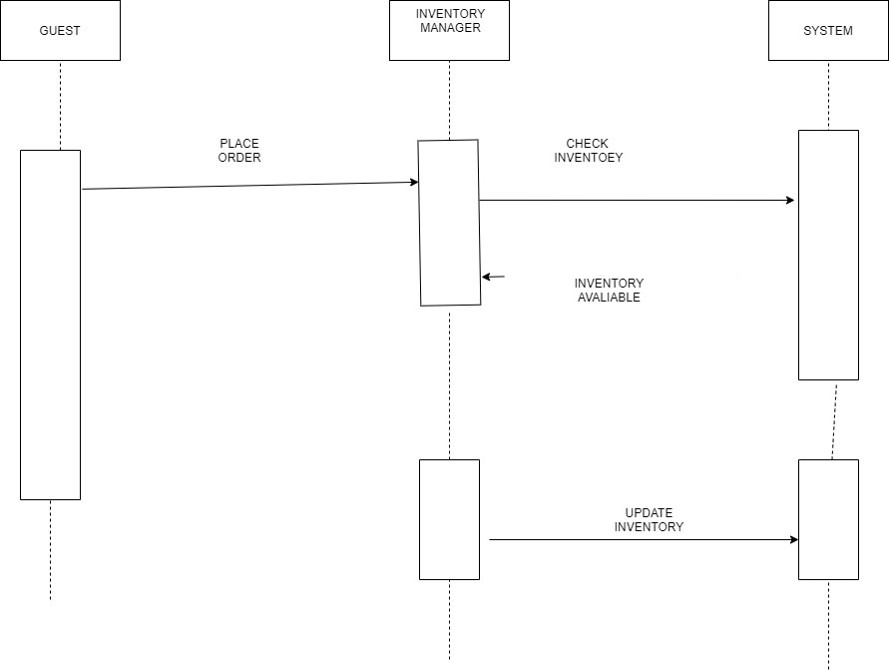 GUEST
INVENTORY
MANAGER
SYSTEM
PLACE
ORDER
CHECK
INVENTOEY
INVENTORY
AVALIABLE
UPDATE
INVENTORY